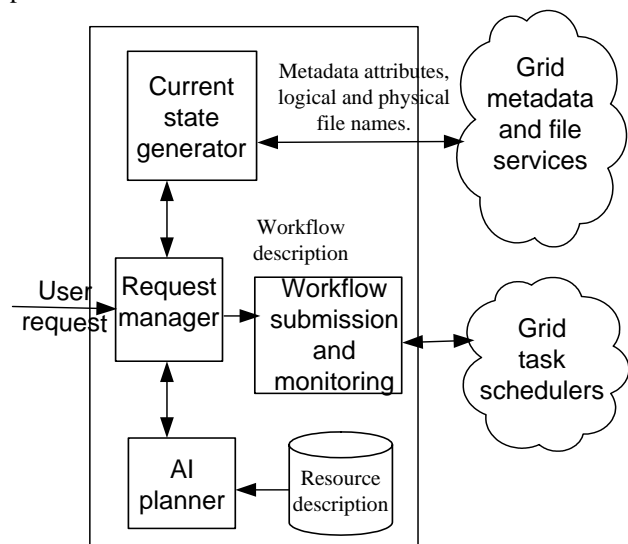 Current
state
generator
Metadata attributes,
logical and physical
file names.
Grid
metadata
and file
services
Workflow
description
User
request
Request
manager
Workflow
submission
and
monitoring
Grid
task
schedulers
AI
planner
Resource
description